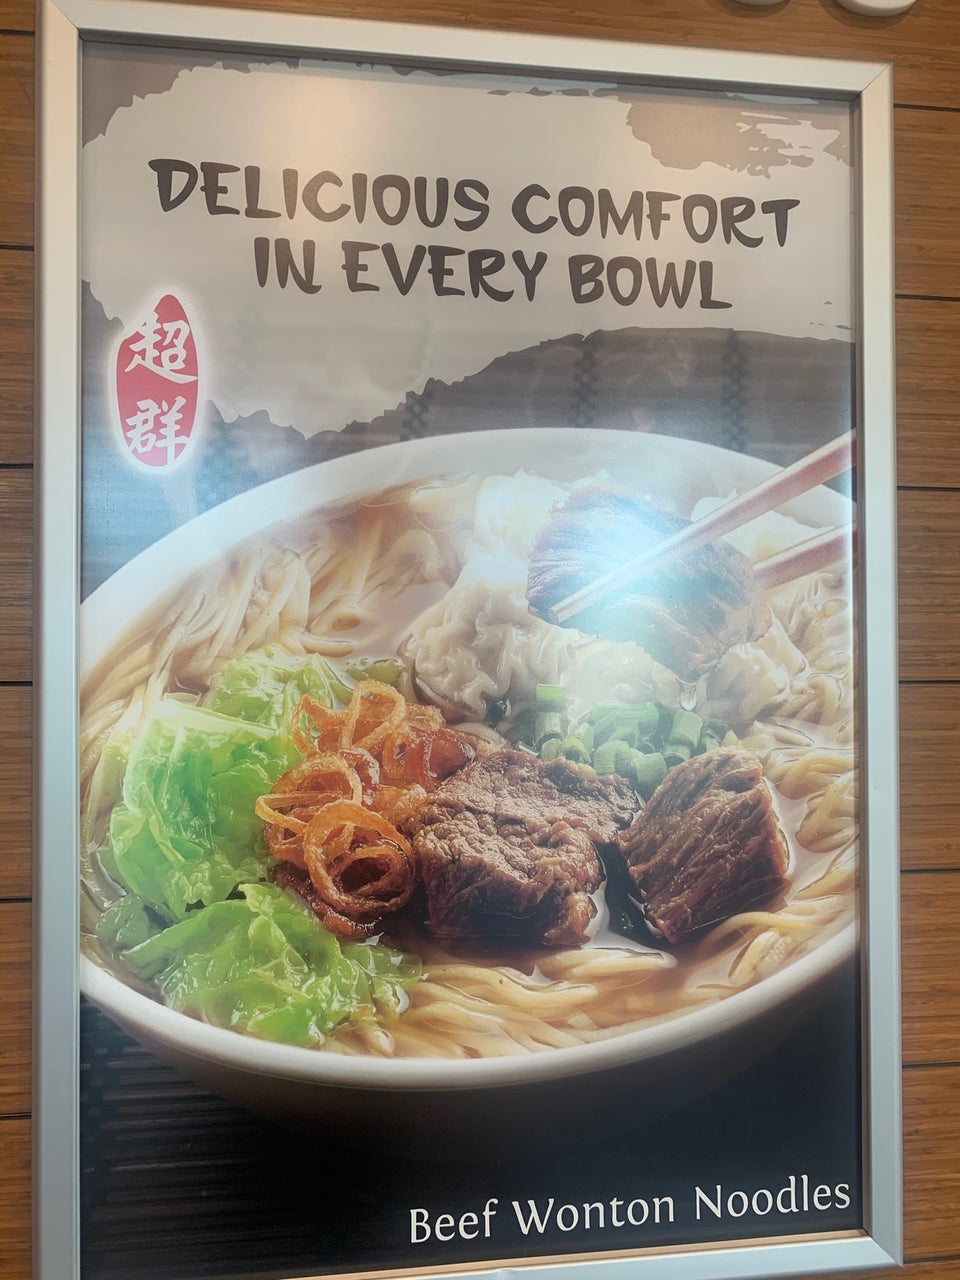 DELICIOUS COMFORT
IN EVERY BOWL
超
群
Beef Wonton Noodles